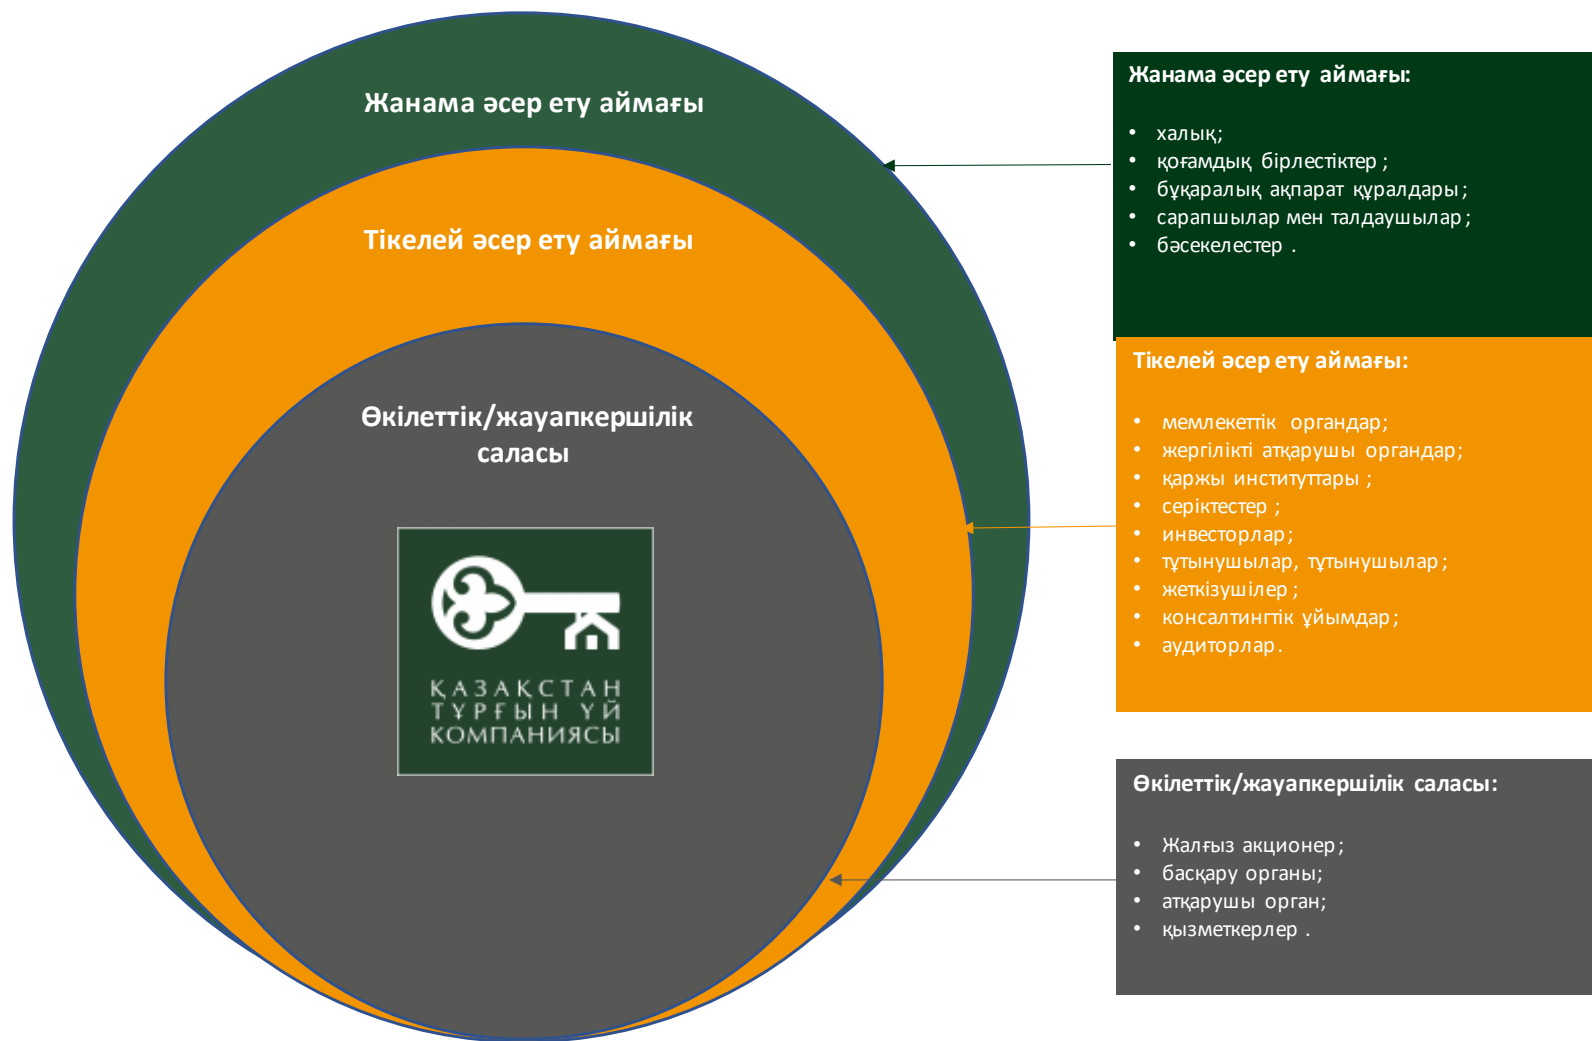 Жанама әсер ету аймағы
Тікелей әсер ету аймағы
Өкілеттік/жауапкершілік
саласы
ҚАЗАҚСТАН
ТҰРҒЫН ҮЙ
КОМПАНИЯСЫ
Жанама әсер ету аймағы:
• халық;
• қоғамдық бірлестіктер ;
• бұқаралық ақпарат құралдары ;
• сарапшылар мен талдаушылар ;
• бәсекелестер .
Тікелей әсер ету аймағы:
• мемлекеттік органдар;
• жергілікті атқарушы органдар;
• қаржы институттары ;
• серіктестер ;
• инвесторлар;
• тұтынушылар, тұтынушылар ;
• жеткізушілер ;
• консалтингтік ұйымдар;
• аудиторлар.
Өкілеттік/жауапкершілік саласы:
• Жалғыз акционер;
• басқару органы;
• атқарушы орган;
• қызметкерлер .